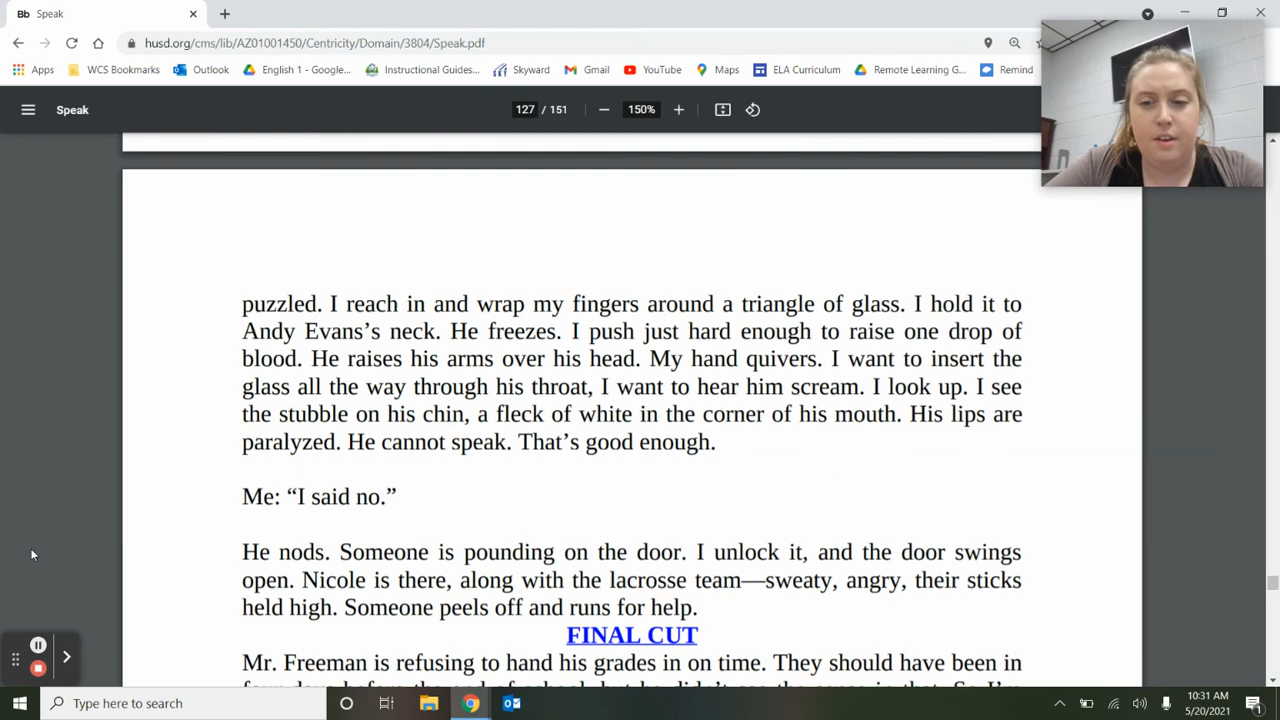 Bb Speak
husd.org/cms/lib/AZ01001450/Centricity/Domain/3804/Speak.pdf
Apps WCS Bookmarks Outlook English 1 - Google... Instructional Guides... Skyward Gmail YouTube Maps ELA Curriculum Remote Learning G... Remind
Speak 127 / 151 150%
puzzled. I reach in and wrap my fingers around a triangle of glass. I hold it to
Andy Evans’s neck. He freezes. I push just hard enough to raise one drop of
blood. He raises his arms over his head. My hand quivers. I want to insert the
glass all the way through his throat, I want to hear him scream. I look up. I see
the stubble on his chin, a fleck of white in the corner of his mouth. His lips are
paralyzed. He cannot speak. That’s good enough.
Me: “I said no.”
He nods. Someone is pounding on the door. I unlock it, and the door swings
open. Nicole is there, along with the lacrosse team—sweaty, angry, their sticks
held high. Someone peels off and runs for help.
FINAL CUT
Mr. Freeman is refusing to hand his grades in on time. They should have been in
Type here to search
10:31 AM
5/20/2021